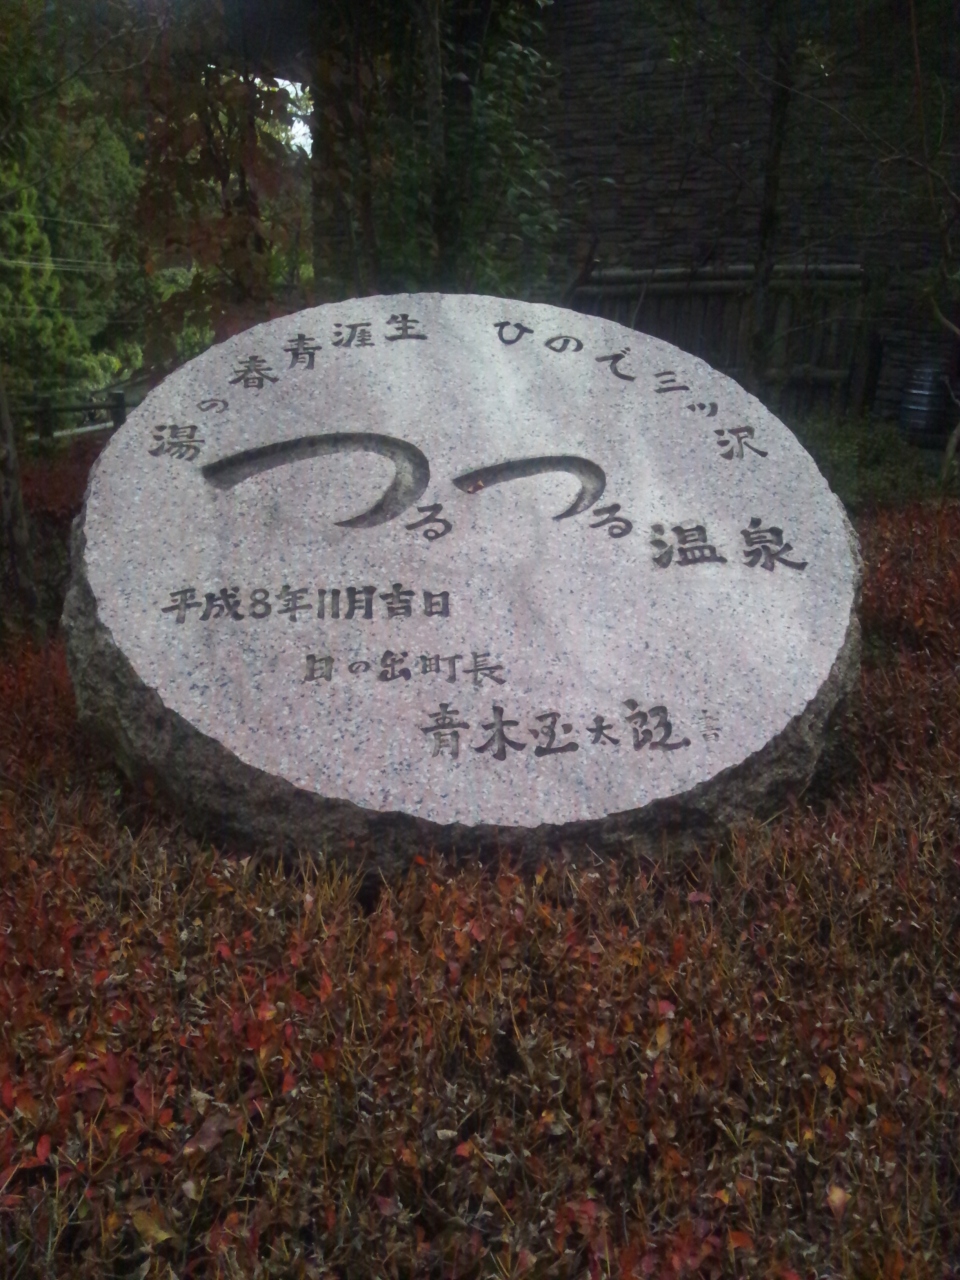 生涯青春の湯
ひので三ツ沢
つるつる温泉
平成8年11月吉日
日の出町長
青木国太郎 書